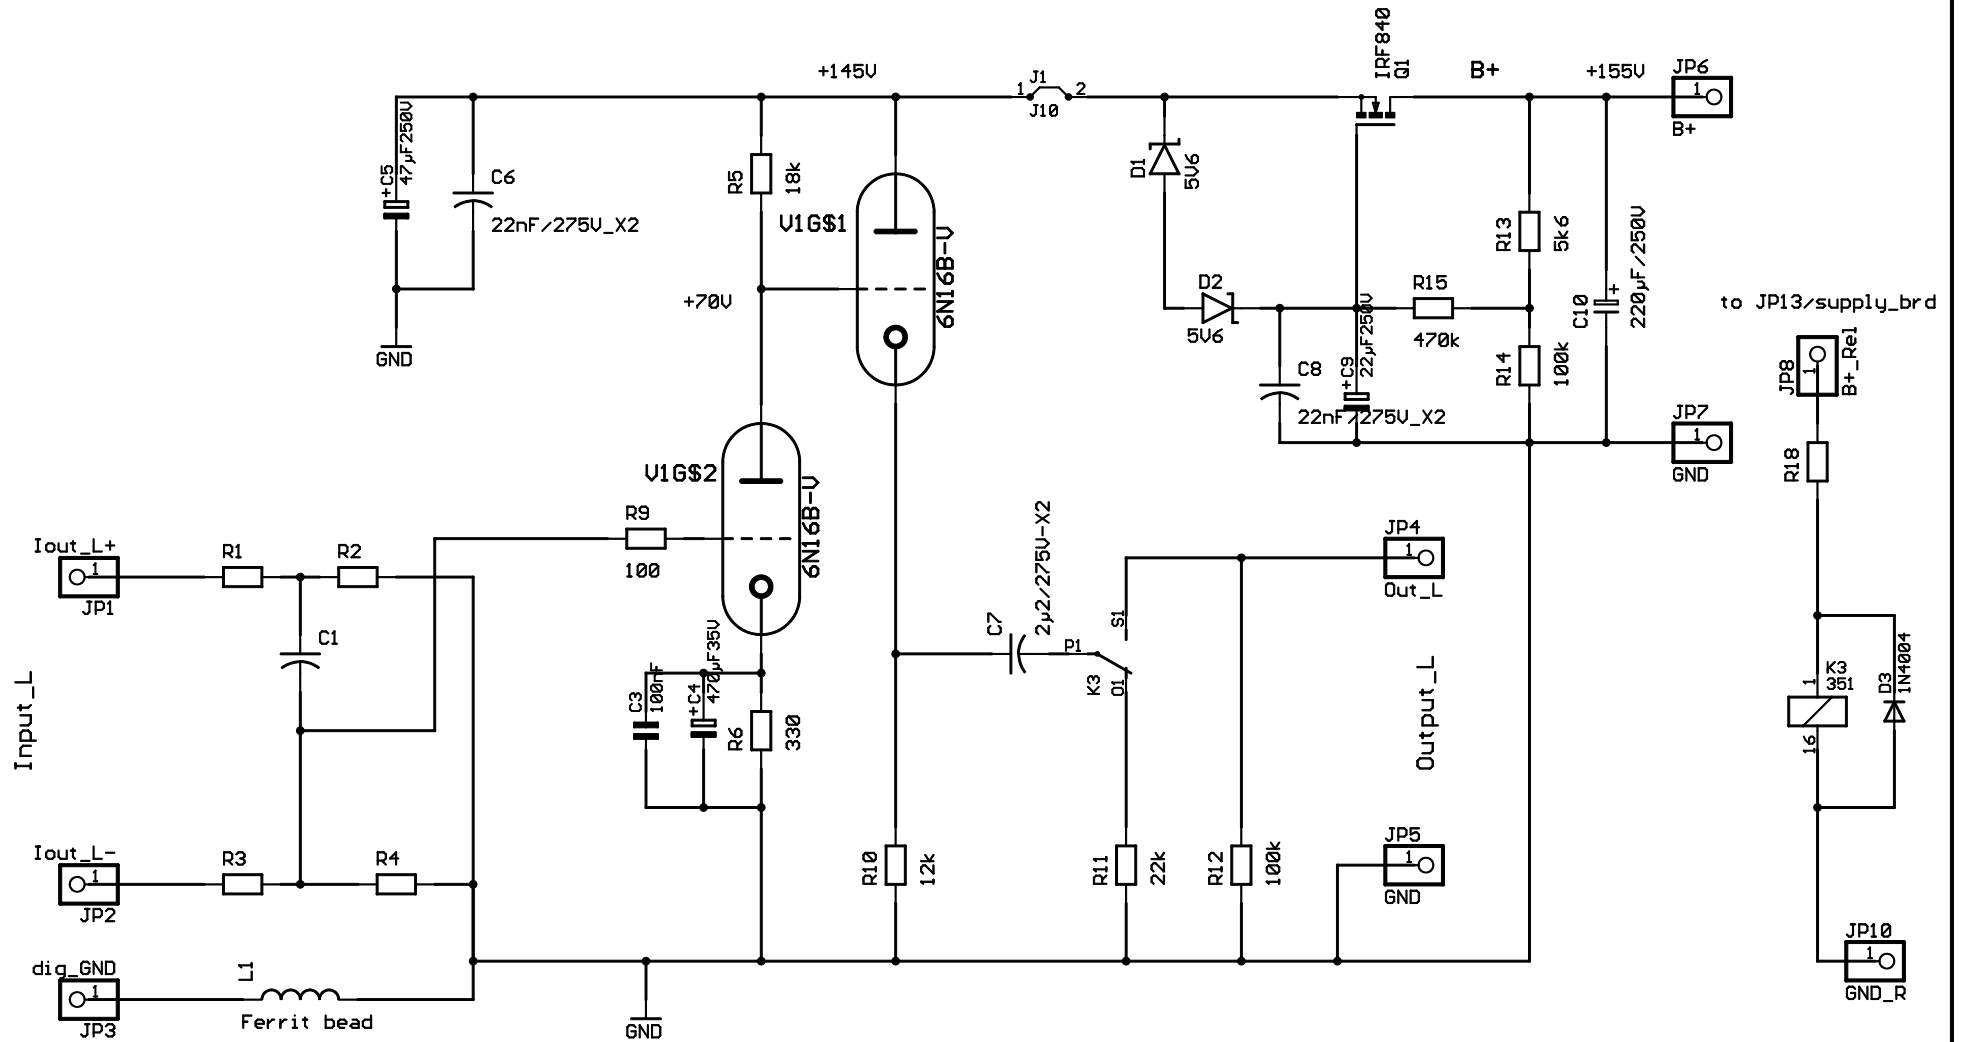 +145V
J1
1
2
J10
IRF840
Q1
B+
+155V
JP6
1
B+
+C5
47µF250V
C6
22nF/275V_X2
GND
R5
18k
V1G$1
6N16B-V
+70V
D1
5V6
D2
5V6
R13
5k6
R15
470k
C10
+
220µF/250V
R14
100k
C8
22nF/275V_X2
+C9
22µF250V
JP7
1
GND
to JP13/supply_brd
JP8
1
B+_Rel
R18
V1G$2
6N16B-V
R9
100
Iout_L+
1
JP1
R1
R2
C1
Input_L
C3
100nF
+C4
470µF35V
R6
330
C7
2µ2/275V-X2
P1
S1
O1
K3
JP4
1
Out_L
Output_L
K3
351
1
16
D3
1N4004
Iout_L-
1
JP2
R3
R4
R10
12k
R11
22k
R12
100k
JP5
1
GND
JP10
1
GND_R
dig_GND
1
JP3
L1
Ferrit bead
GND